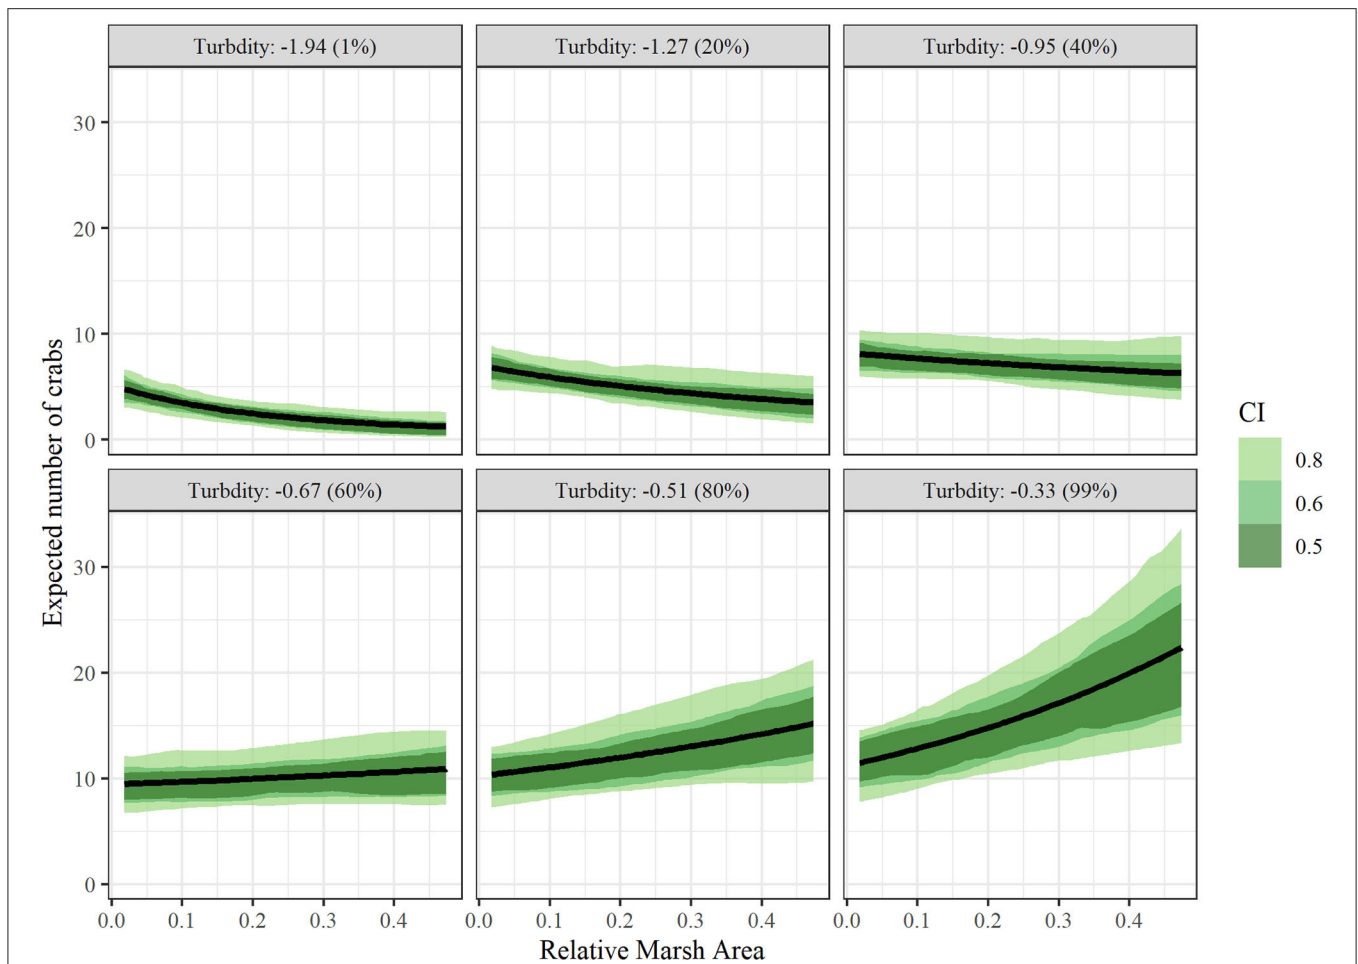 Turbdity: -1.94 (1%)
Turbdity: -1.27 (20%)
Turbdity: -0.95 (40%)
30
20
10
0
Turbdity: -0.67 (60%)
Turbdity: -0.51 (80%)
Turbdity: -0.33 (99%)
30
20
10
0
Expected number of crabs
0.0 0.1 0.2 0.3 0.4
0.0 0.1 0.2 0.3 0.4
0.0 0.1 0.2 0.3 0.4
Relative Marsh Area
CI
0.8
0.6
0.5